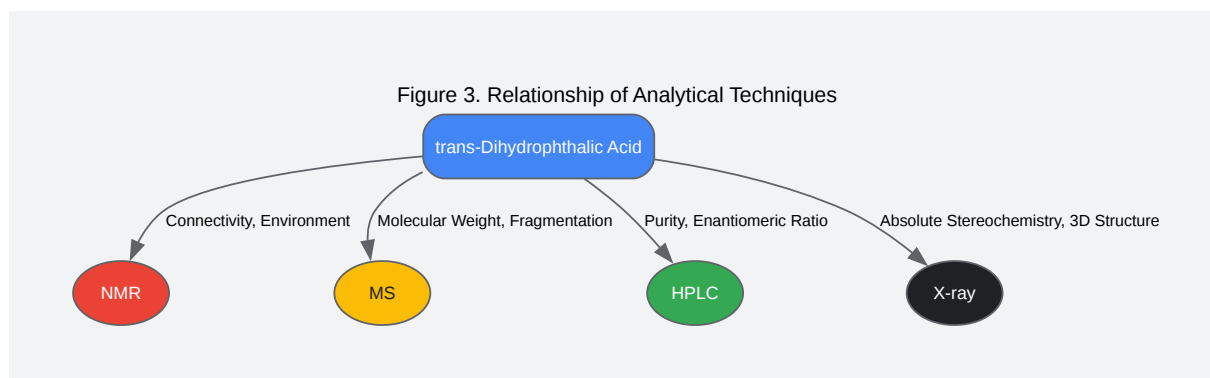 Figure 3. Relationship of Analytical Techniques
trans-Dihydrophthalic Acid
Connectivity, Environment
Molecular Weight, Fragmentation
Purity, Enantiomeric Ratio
Absolute Stereochemistry, 3D Structure
NMR
MS
HPLC
X-ray